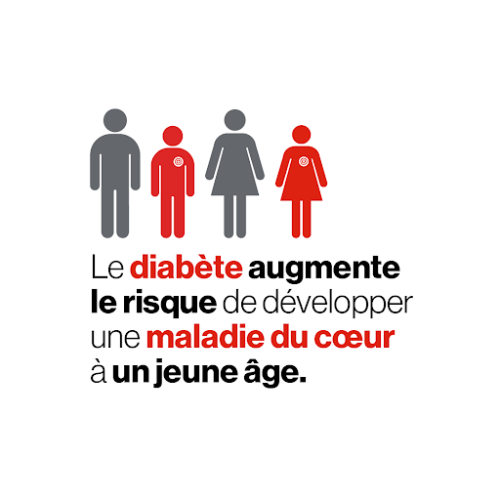 Le diabète augmente
le risque de développer
une maladie du cœur
à un jeune âge.